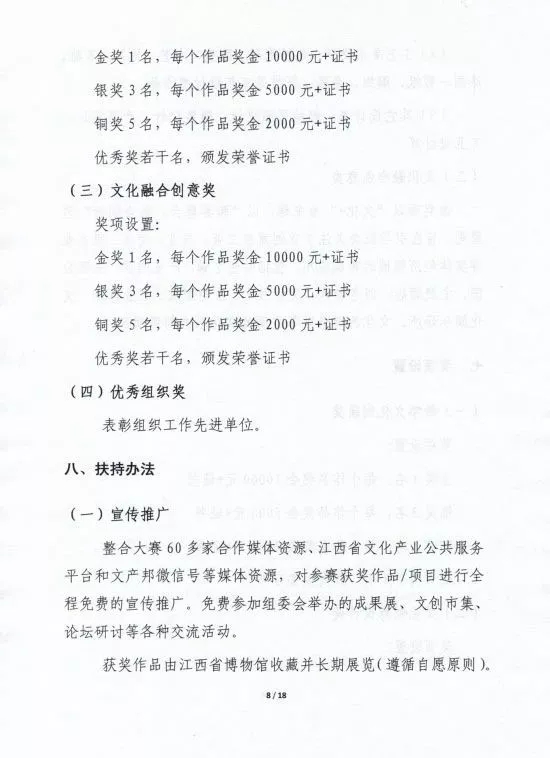 金奖 1 名，每个作品奖金 10000 元+证书
银奖 3 名，每个作品奖金 5000 元+证书
铜奖 5 名，每个作品奖金 2000 元+证书
优秀奖若干名，颁发荣誉证书
（三）文化融合创意奖
奖项设置：
金奖 1 名，每个作品奖金 10000 元+证书
银奖 3 名，每个作品奖金 5000 元+证书
铜奖 5 名，每个作品奖金 2000 元+证书
优秀奖若干名，颁发荣誉证书
（四）优秀组织奖
表彰组织工作先进单位。
八、扶持办法
（一）宣传推广
整合大赛 60 多家合作媒体资源、江西省文化产业公共服务
平台和文产邦微信号等媒体资源，对参赛获奖作品/项目进行全
程免费的宣传推广。免费参加组委会举办的成果展、文创市集、
论坛研讨等各种交流活动。
获奖作品由江西省博物馆收藏并长期展览（遵循自愿原则）。
8 / 18